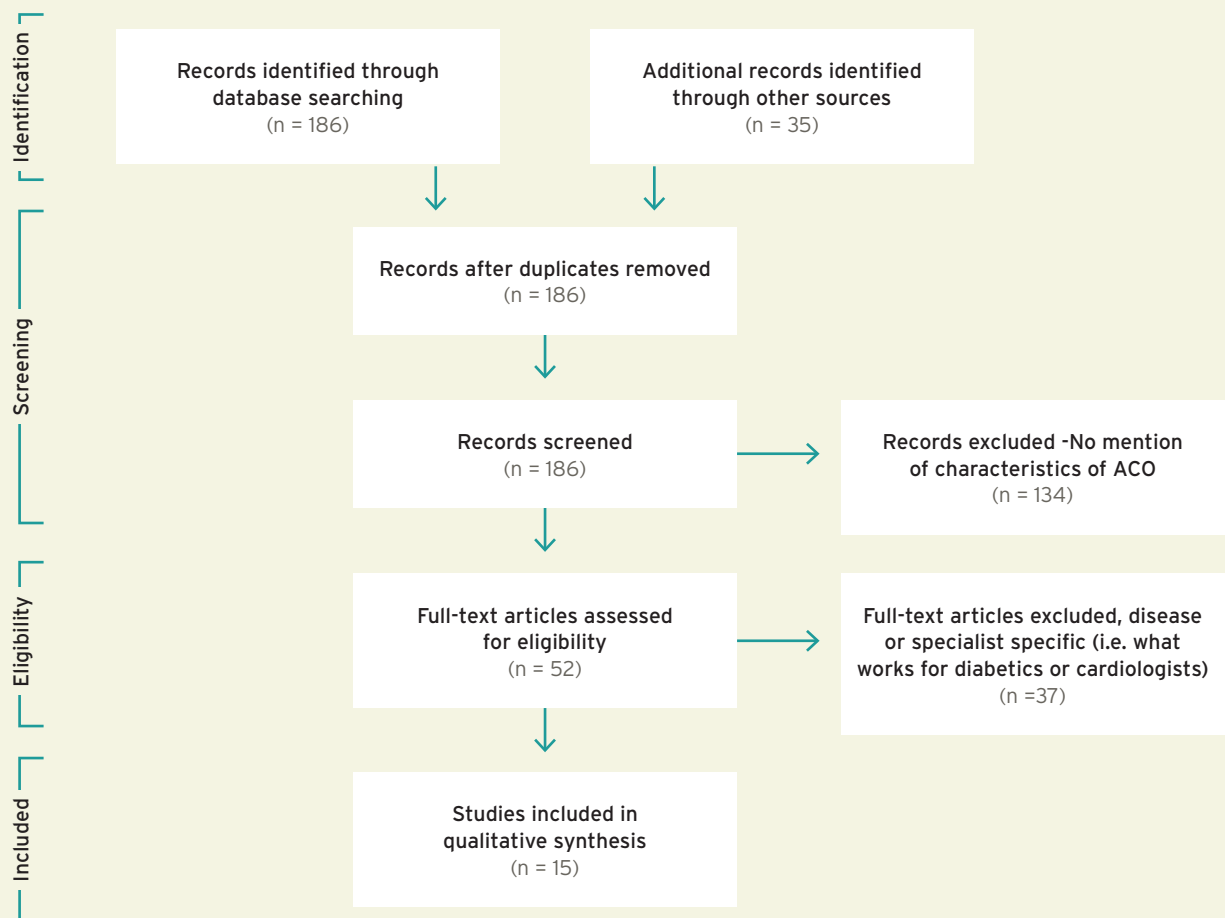 Identification
Records identified through
database searching
(n = 186)
Additional records identified
through other sources
(n = 35)
Screening
Records after duplicates removed
(n = 186)
Records screened
(n = 186)
Records excluded -No mention
of characteristics of ACO
(n = 134)
Eligibility
Full-text articles assessed
for eligibility
(n = 52)
Full-text articles excluded, disease
or specialist specific (i.e. what
works for diabetics or cardiologists)
(n =37)
Included
Studies included in
qualitative synthesis
(n = 15)